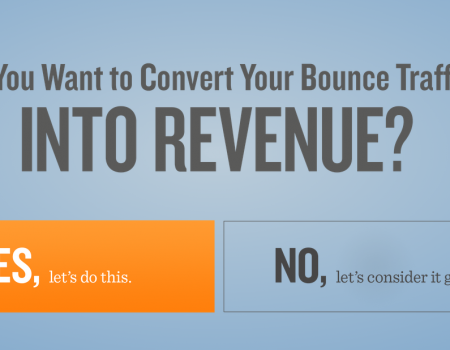 You Want to Convert Your Bounce Traff
INTO REVENUE?
ES, let's do this.
NO, let's consider it g